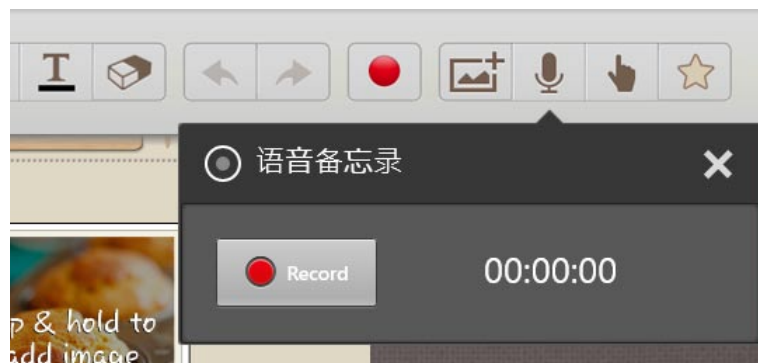 T
语音备忘录
Record
00:00:00
& hold to
add image